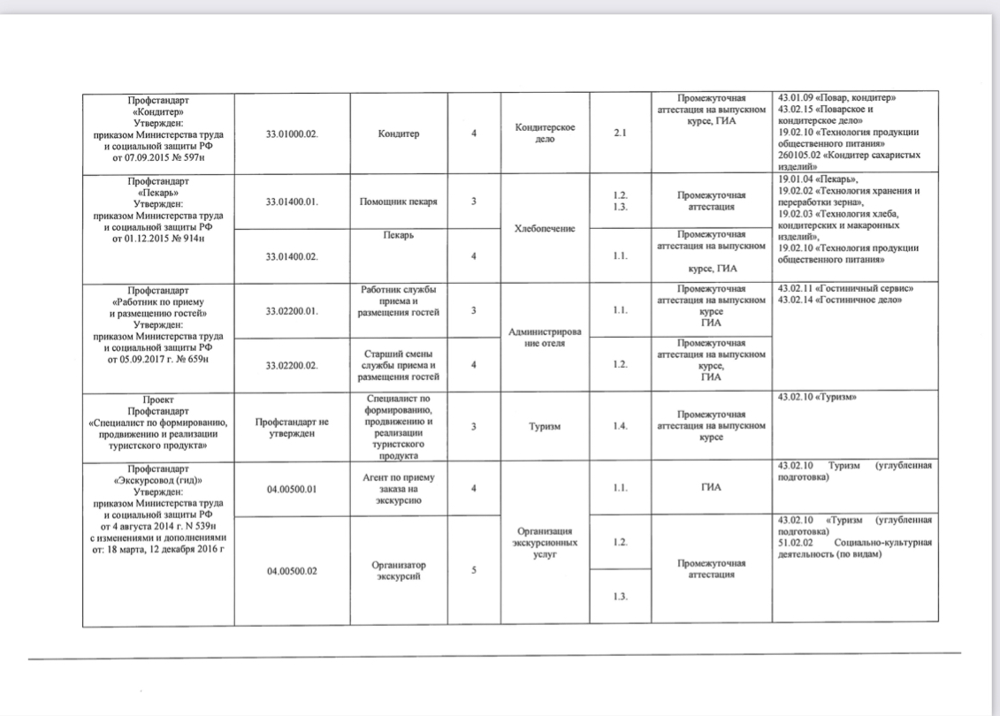 Профстандарт
«Кондитер»
Утвержден:
приказом Министерства труда
и социальной защиты РФ
от 07.09.2015 № 597н
33.01000.02.
Кондитер
4
Кондитерское
дело
2.1
Промежуточная
аттестация на выпускном
курсе, ГИА
43.01.09 «Повар, кондитер»
43.02.15 «Поварское и
кондитерское дело»
19.02.10 «Технология продукции
общественного питания»
260105.02 «Кондитер сахаристых
изделий»
Профстандарт
«Пекарь»
Утвержден:
приказом Министерства труда
и социальной защиты РФ
от 01.12.2015 № 914н
33.01400.01.
Помощник пекаря
3
Хлебопечение
1.2.
1.3.
Промежуточная
аттестация
19.01.04 «Пекарь»,
19.02.02 «Технология хранения и
переработки зерна»,
19.02.03 «Технология хлеба,
кондитерских и макаронных
изделий»,
19.02.10 «Технология продукции
общественного питания»
33.01400.02.
Пекарь
4
1.1.
Промежуточная
аттестация на выпускном
курсе, ГИА
Профстандарт
«Работник по приему
и размещению гостей»
Утвержден:
приказом Министерства труда
и социальной защиты РФ
от 05.09.2017 г. № 659н
33.02200.01.
Работник службы
приема и
размещения гостей
3
Администрирова
ние отеля
1.1.
Промежуточная
аттестация на выпускном
курсе
ГИА
43.02.11 «Гостиничный сервис»
43.02.14 «Гостиничное дело»
33.02200.02.
Старший смены
службы приема и
размещения гостей
4
1.2.
Промежуточная
аттестация на выпускном
курсе,
ГИА
Проект
Профстандарт
«Специалист по формированию,
продвижению и реализации
туристского продукта»
Профстандарт не
утвержден
Специалист по
формированию,
продвижению и
реализации
туристского
продукта
3
Туризм
1.4.
Промежуточная
аттестация на выпускном
курсе
43.02.10 «Туризм»
Профстандарт
«Экскурсовод (гид)»
Утвержден:
приказом Министерства труда
и социальной защиты РФ
от 4 августа 2014 г. N 539н
с изменениями и дополнениями
от: 18 марта, 12 декабря 2016 г
04.00500.01
Агент по приему
заказа на
экскурсию
4
Организация
экскурсионных
услуг
1.1.
ГИА
43.02.10 Туризм (углубленная
подготовка)
04.00500.02
Организатор
экскурсий
5
1.2.
1.3.
Промежуточная
аттестация
43.02.10 «Туризм (углубленная
подготовка)
51.02.02 Социально-культурная
деятельность (по видам)